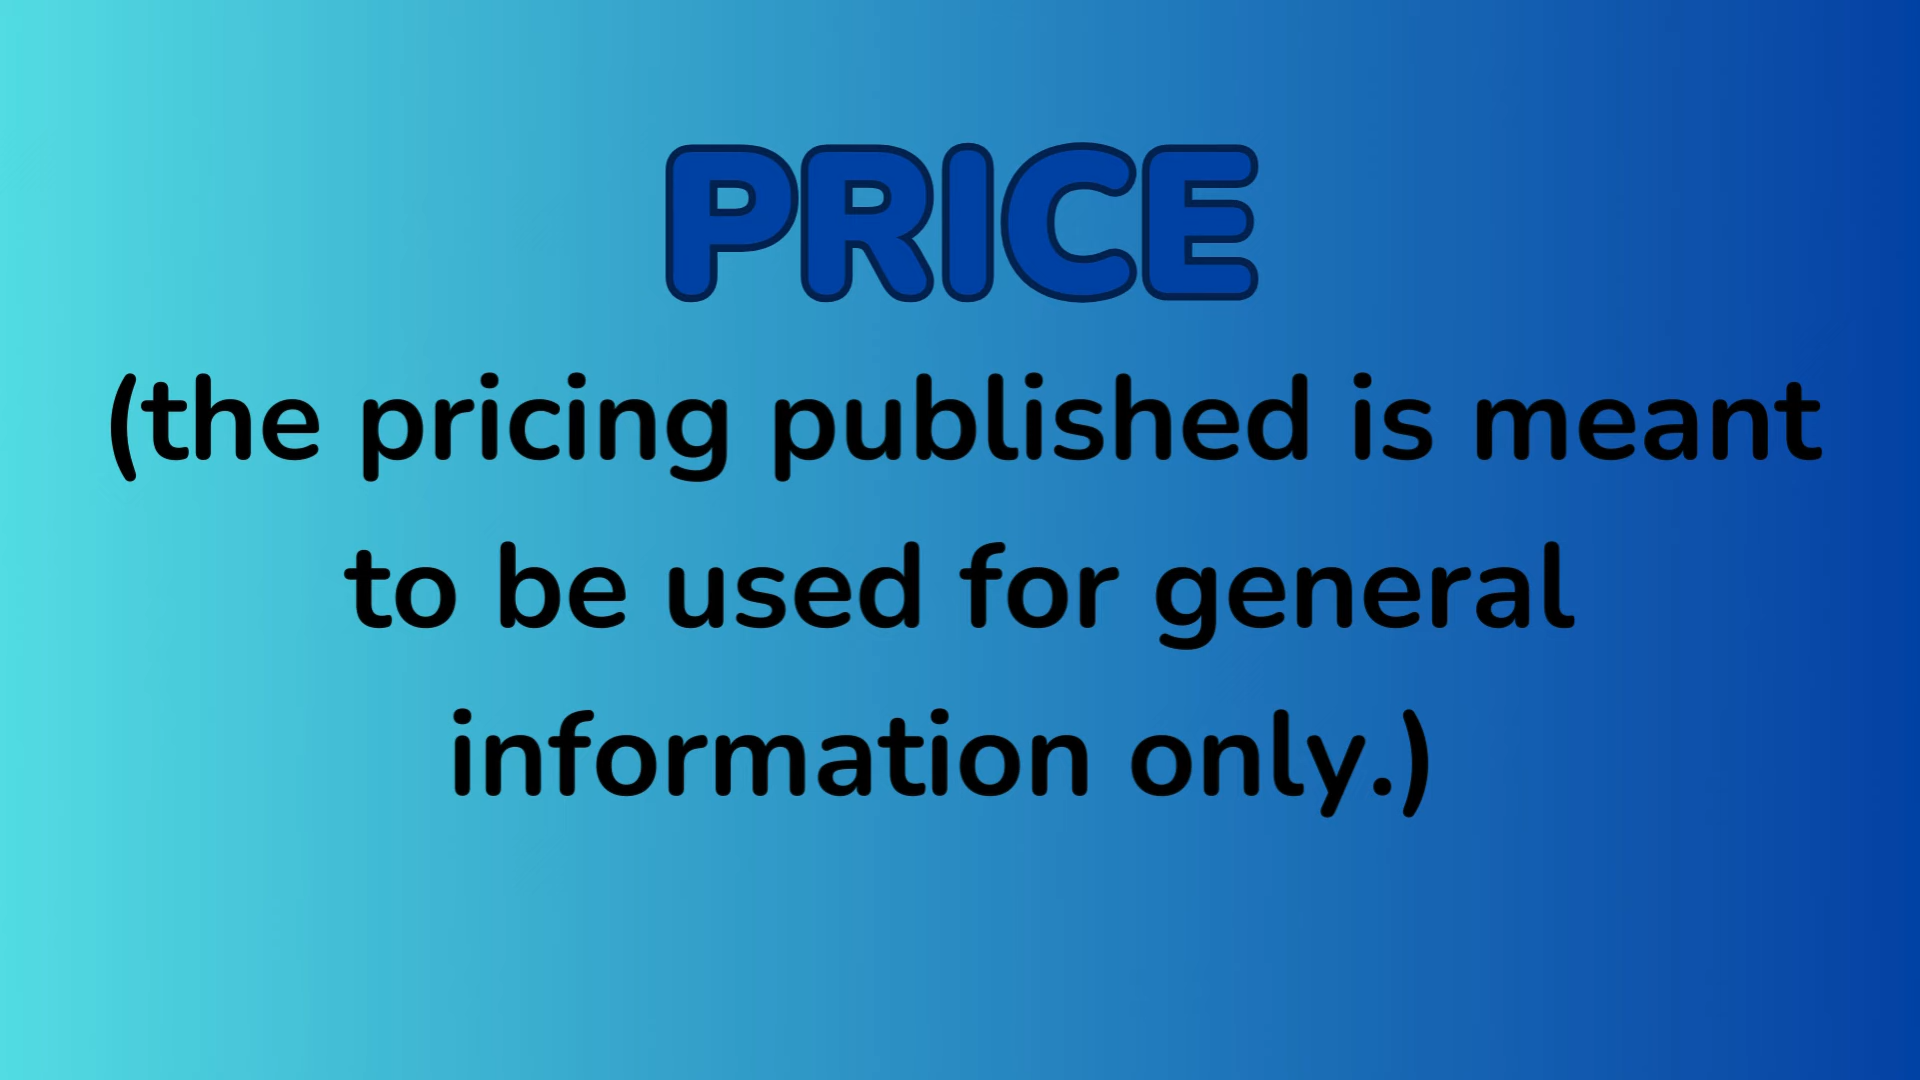 PRICE
(the pricing published is meant
to be used for general
information only.)